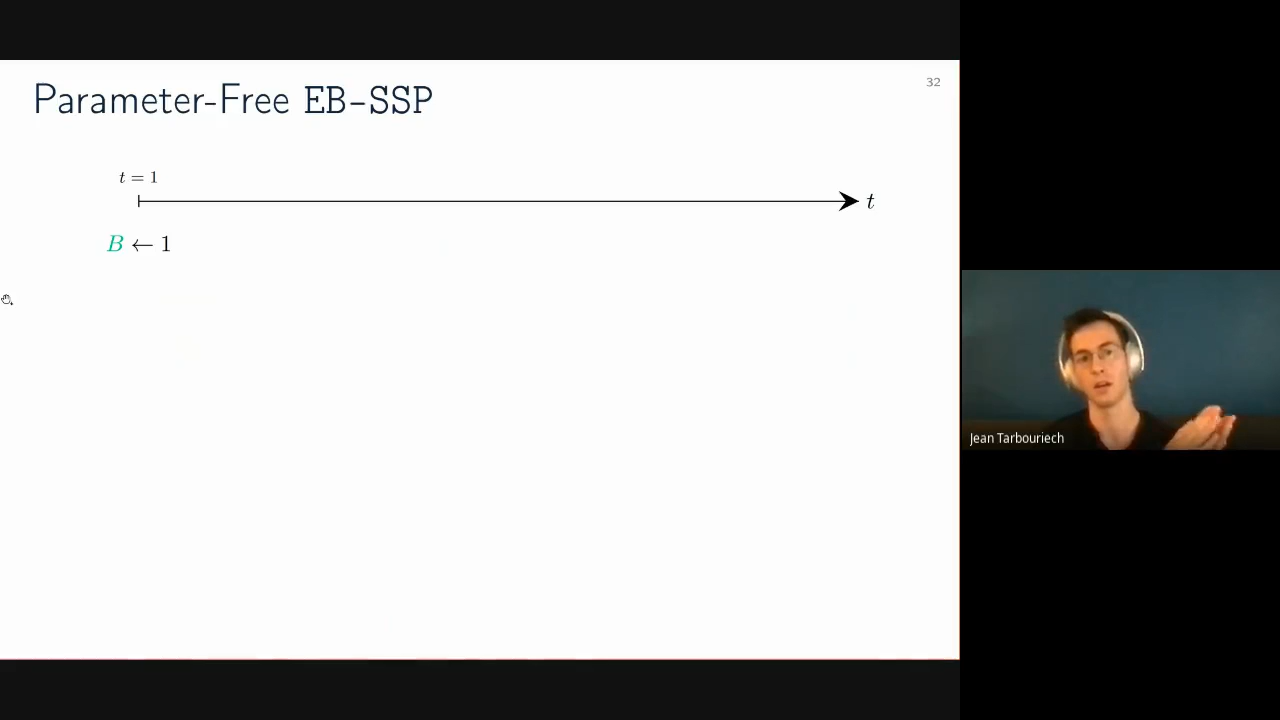 Parameter-Free EB-SSP
32
t = 1
t
B ← 1
Jean Tarbouriech